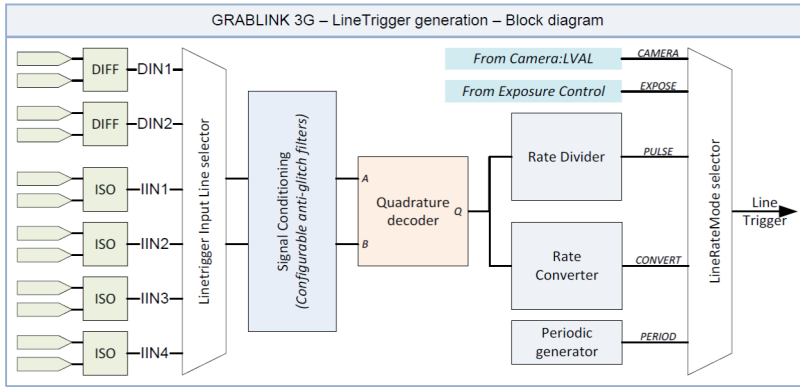 GRABLINK 3G – LineTrigger generation – Block diagram
DIFF
DIN1
DIFF
DIN2
ISO
IIN1
ISO
IIN2
ISO
IIN3
ISO
IIN4
Linetrigger Input Line selector
Signal Conditioning
(Configurable anti-glitch filters)
A
B
Quadrature
decoder
Q
From Camera:LVAL
CAMERA
From Exposure Control
EXPOSE
Rate Divider
PULSE
Rate
Converter
CONVERT
Periodic
generator
PERIOD
LineRateMode selector
Line
Trigger